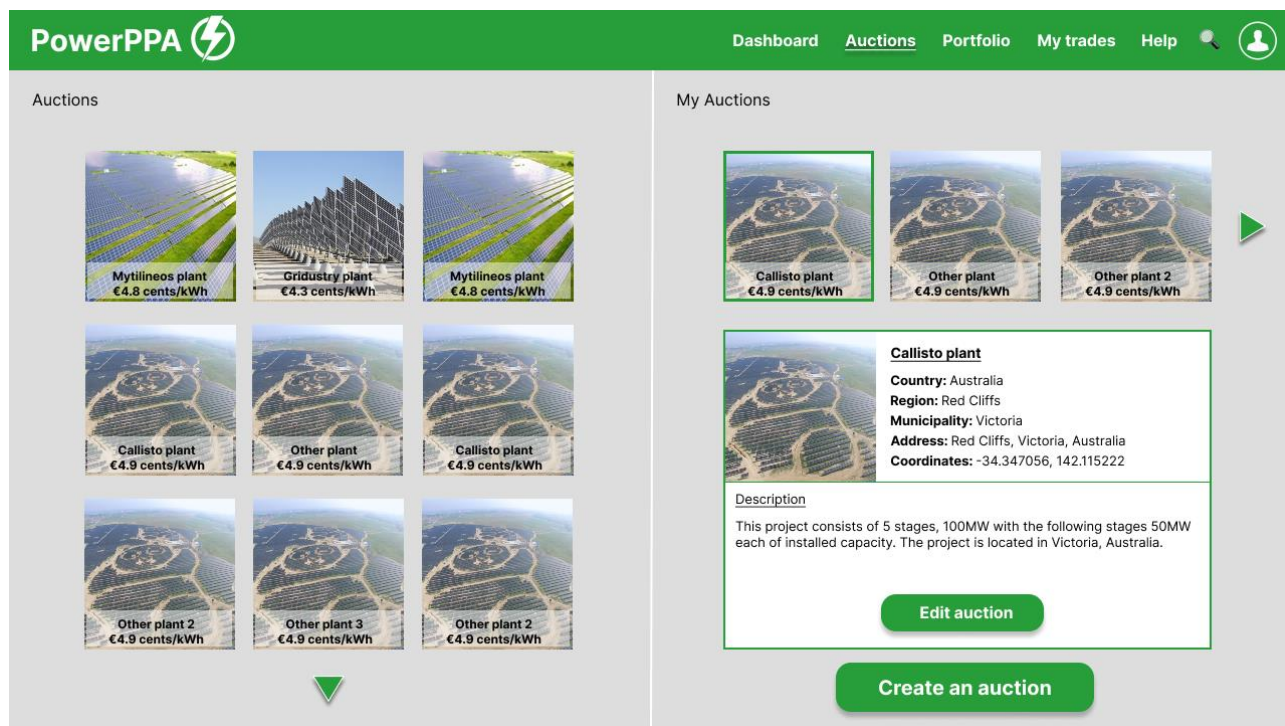 PowerPPA
Dashboard Auctions Portfolio My trades Help
Auctions
Mytilineos plant
€4.8 cents/kWh
Gridustry plant
€4.3 cents/kWh
Mytilineos plant
€4.8 cents/kWh
Callisto plant
€4.9 cents/kWh
Other plant
€4.9 cents/kWh
Callisto plant
€4.9 cents/kWh
Other plant 2
€4.9 cents/kWh
Other plant 3
€4.9 cents/kWh
Other plant 2
€4.9 cents/kWh
My Auctions
Callisto plant
€4.9 cents/kWh
Other plant
€4.9 cents/kWh
Other plant 2
€4.9 cents/kWh
Callisto plant
Country: Australia
Region: Red Cliffs
Municipality: Victoria
Address: Red Cliffs, Victoria, Australia
Coordinates: -34.347056, 142.115222
Description
This project consists of 5 stages, 100MW with the following stages 50MW
each of installed capacity. The project is located in Victoria, Australia.
Edit auction
Create an auction